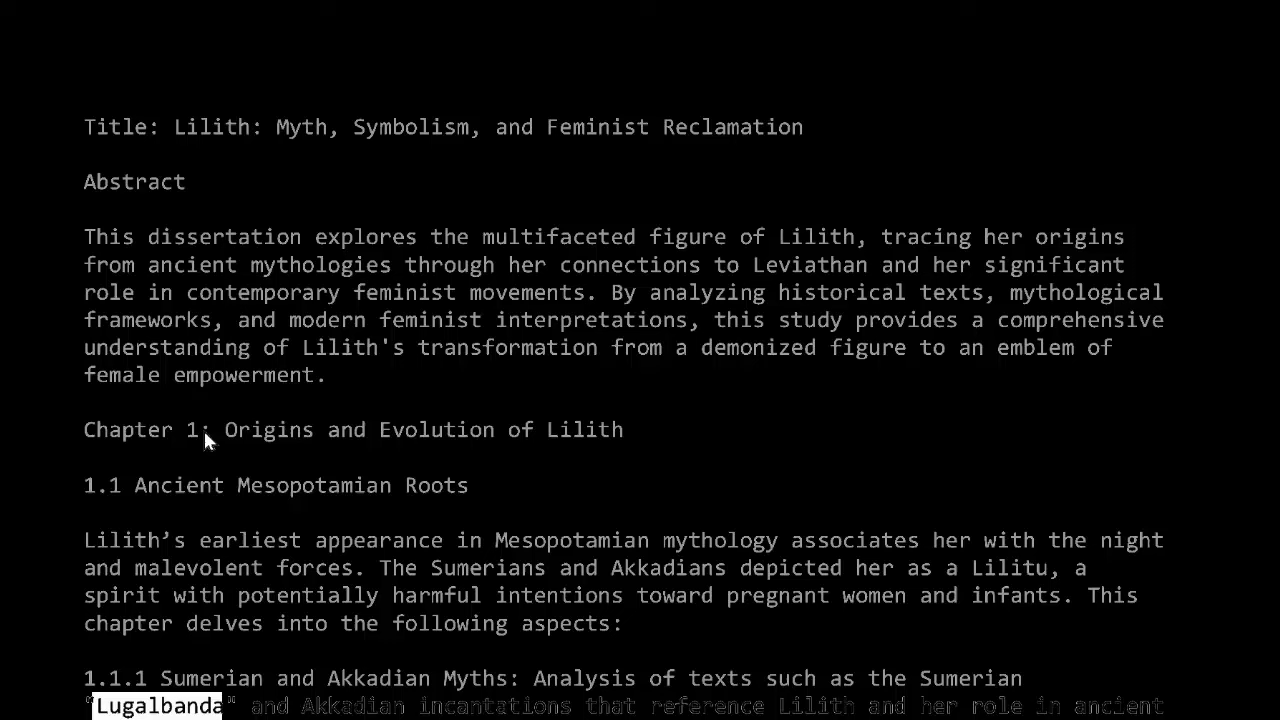 Title: Lilith: Myth, Symbolism, and Feminist Reclamation
Abstract
This dissertation explores the multifaceted figure of Lilith, tracing her origins
from ancient mythologies through her connections to Leviathan and her significant
role in contemporary feminist movements. By analyzing historical texts, mythological
frameworks, and modern feminist interpretations, this study provides a comprehensive
understanding of Lilith's transformation from a demonized figure to an emblem of
female empowerment.
Chapter 1: Origins and Evolution of Lilith
1.1 Ancient Mesopotamian Roots
Lilith’s earliest appearance in Mesopotamian mythology associates her with the night
and malevolent forces. The Sumerians and Akkadians depicted her as a Lilitu, a
spirit with potentially harmful intentions toward pregnant women and infants. This
chapter delves into the following aspects:
1.1.1 Sumerian and Akkadian Myths: Analysis of texts such as the Sumerian
"Lugalbanda" and Akkadian incantations that reference Lilith and her role in ancient